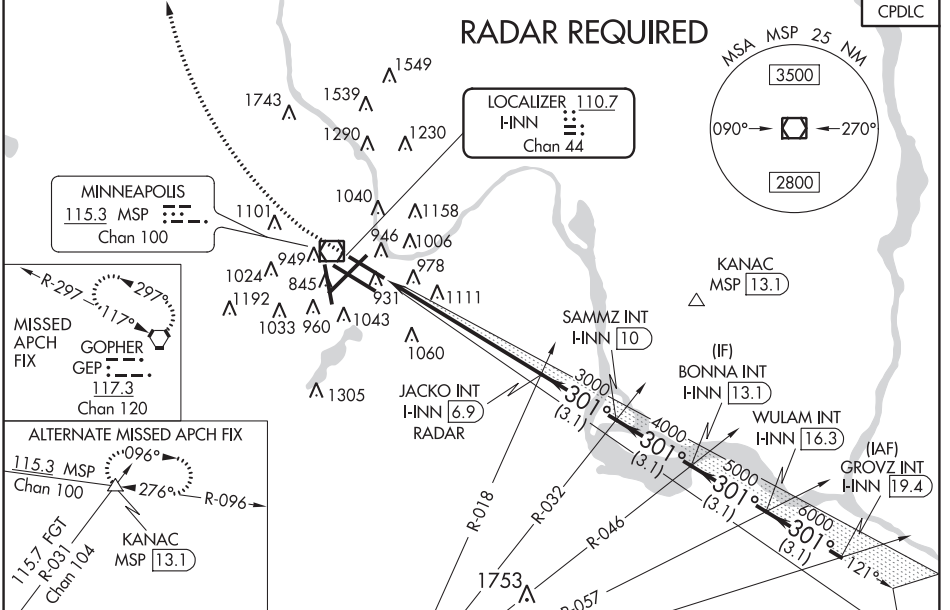 CPDLC
RADAR REQUIRED
MSA MSP 25 NM
3500
090°
270°
2800
LOCALIZER 110.7
I-INN
Chan 44
1549
1743
1539
1290
1230
MINNEAPOLIS
115.3 MSP
Chan 100
1101
1040
1158
946
1006
949
1024
845
978
931
1111
1192
1033
960
1043
1060
1305
MISSED
APCH
FIX
R-297
117°
297°
GOPHER
GEP
117.3
Chan 120
ALTERNATE MISSED APCH FIX
115.3 MSP
Chan 100
096°
276°
R-096
115.7 FGT
R-031
Chan 104
KANAC
MSP 13.1
KANAC
MSP 13.1
SAMMZ INT
I-INN 10
(IF)
BONNA INT
I-INN 13.1
WULAM INT
I-INN 16.3
(IAF)
GROVZ INT
I-INN 19.4
JACKO INT
I-INN 6.9
RADAR
3000
301°
(3.1)
4000
301°
(3.1)
5000
301°
(3.1)
6000
301°
(3.1)
121°
R-018
R-032
R-046
R-057
1753